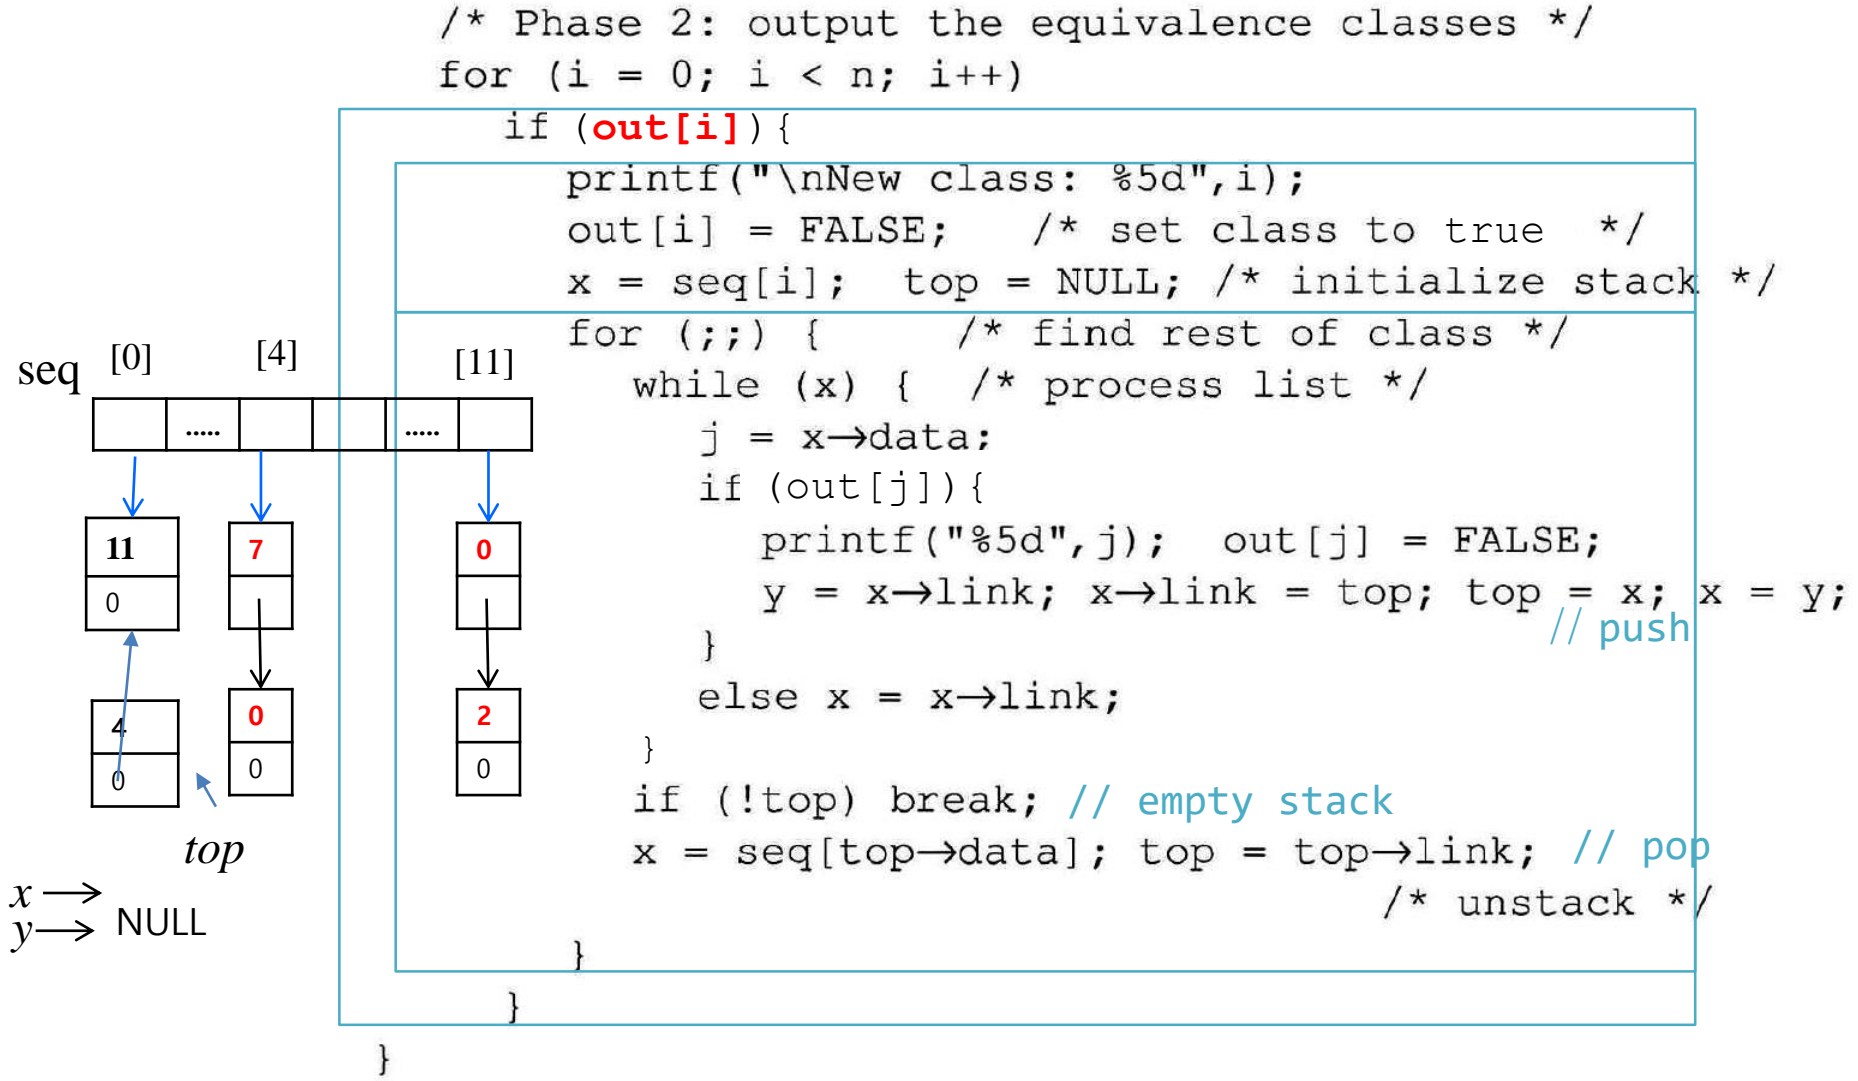 /* Phase 2: output the equivalence classes */
for (i = 0; i < n; i++)
if (out[i]){
printf("\nNew class: %5d",i);
out[i] = FALSE; /* set class to true */
x = seq[i]; top = NULL; /* initialize stack */
for (;;) { /* find rest of class */
while (x) { /* process list */
j = x→data;
if (out[j]){
printf("%5d",j); out[j] = FALSE;
y = x→link; x→link = top; top = x; x = y;
// push
}
else x = x→link;
}
if (!top) break; // empty stack
x = seq[top→data]; top = top→link; // pop
/* unstack */
}
}
}
seq [0] [4] [11]
..... .....
11 7 0
0
4 0 2
0 0 0
top
x
y NULL